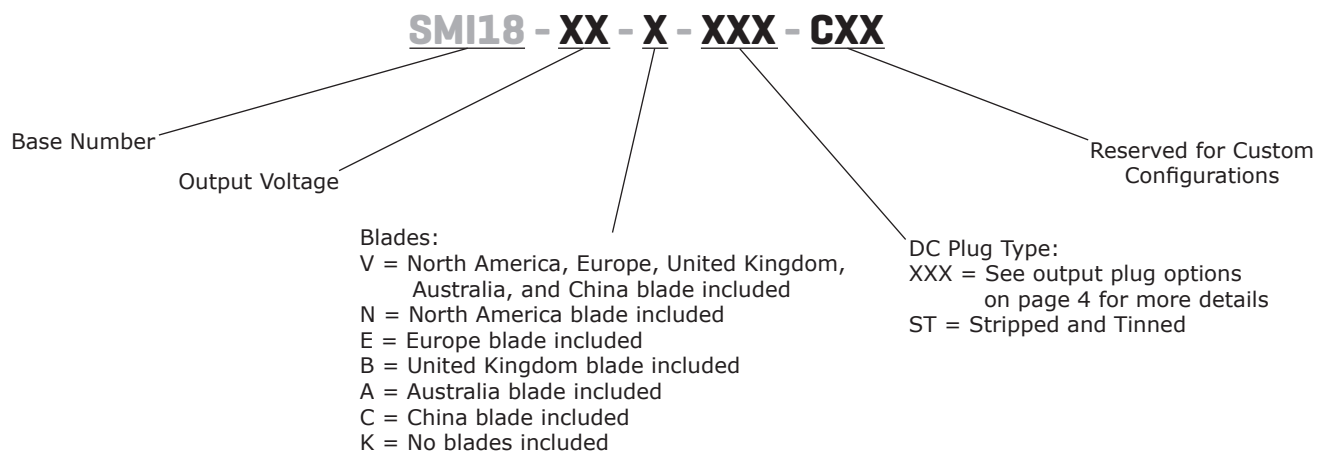 SMI18 - XX - X - XXX - CXX
Base Number
Output Voltage
Reserved for Custom
Configurations
Blades:
V = North America, Europe, United Kingdom,
Australia, and China blade included
N = North America blade included
E = Europe blade included
B = United Kingdom blade included
A = Australia blade included
C = China blade included
K = No blades included
DC Plug Type:
XXX = See output plug options
on page 4 for more details
ST = Stripped and Tinned